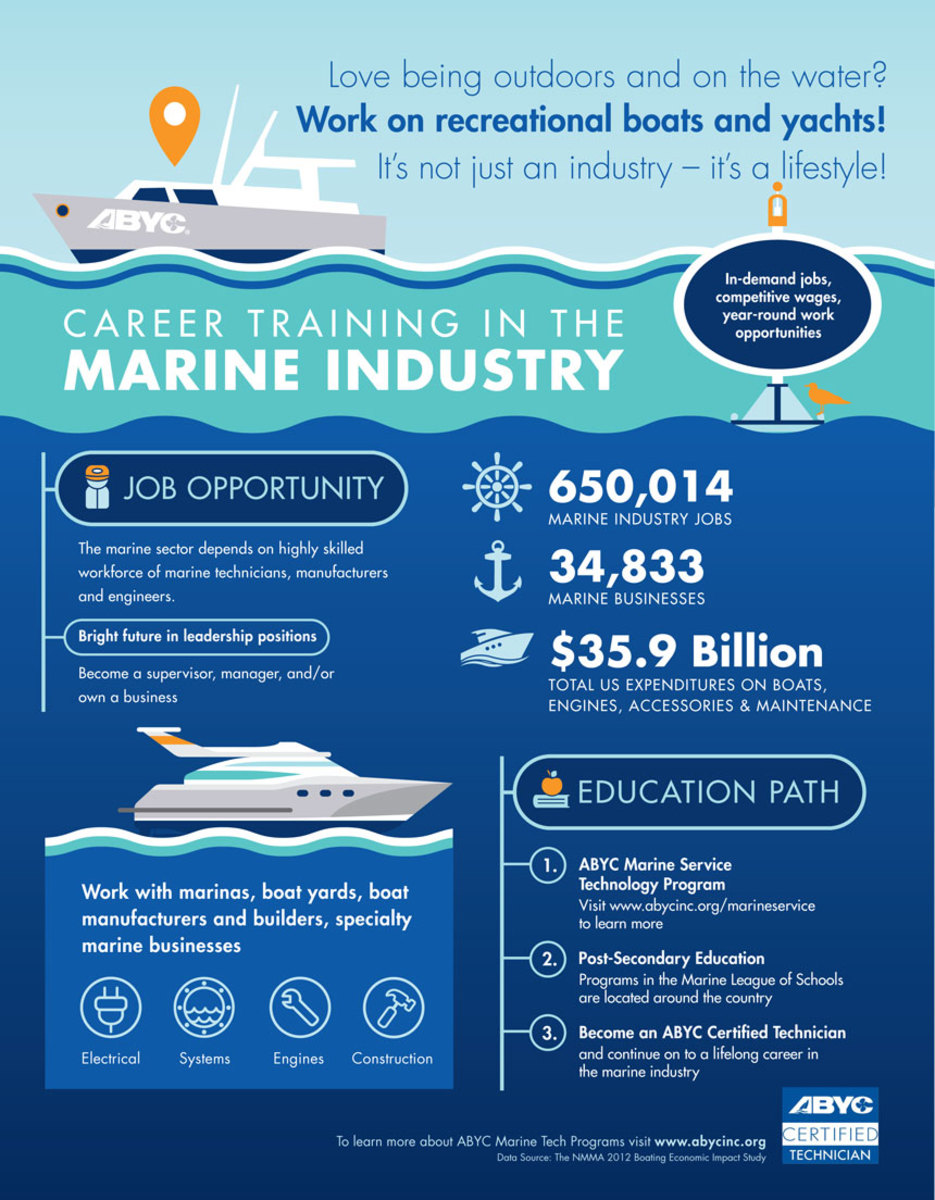 Love being outdoors and on the water?
Work on recreational boats and yachts!
It's not just an industry – it's a lifestyle!
ABYC®
In-demand jobs,
competitive wages,
year-round work
opportunities
CAREER TRAINING IN THE
MARINE INDUSTRY
JOB OPPORTUNITY
The marine sector depends on highly skilled
workforce of marine technicians, manufacturers
and engineers.
Bright future in leadership positions
Become a supervisor, manager, and/or
own a business
650,014
MARINE INDUSTRY JOBS
34,833
MARINE BUSINESSES
$35.9 Billion
TOTAL US EXPENDITURES ON BOATS,
ENGINES, ACCESSORIES & MAINTENANCE
Work with marinas, boat yards, boat
manufacturers and builders, specialty
marine businesses
Electrical Systems Engines Construction
EDUCATION PATH
1. ABYC Marine Service
Technology Program
Visit www.abycinc.org/marineservice
to learn more
2. Post-Secondary Education
Programs in the Marine League of Schools
are located around the country
3. Become an ABYC Certified Technician
and continue on to a lifelong career in
the marine industry
To learn more about ABYC Marine Tech Programs visit www.abycinc.org
Data Source: The NMMA 2012 Boating Economic Impact Study
ABYC
CERTIFIED
TECHNICIAN